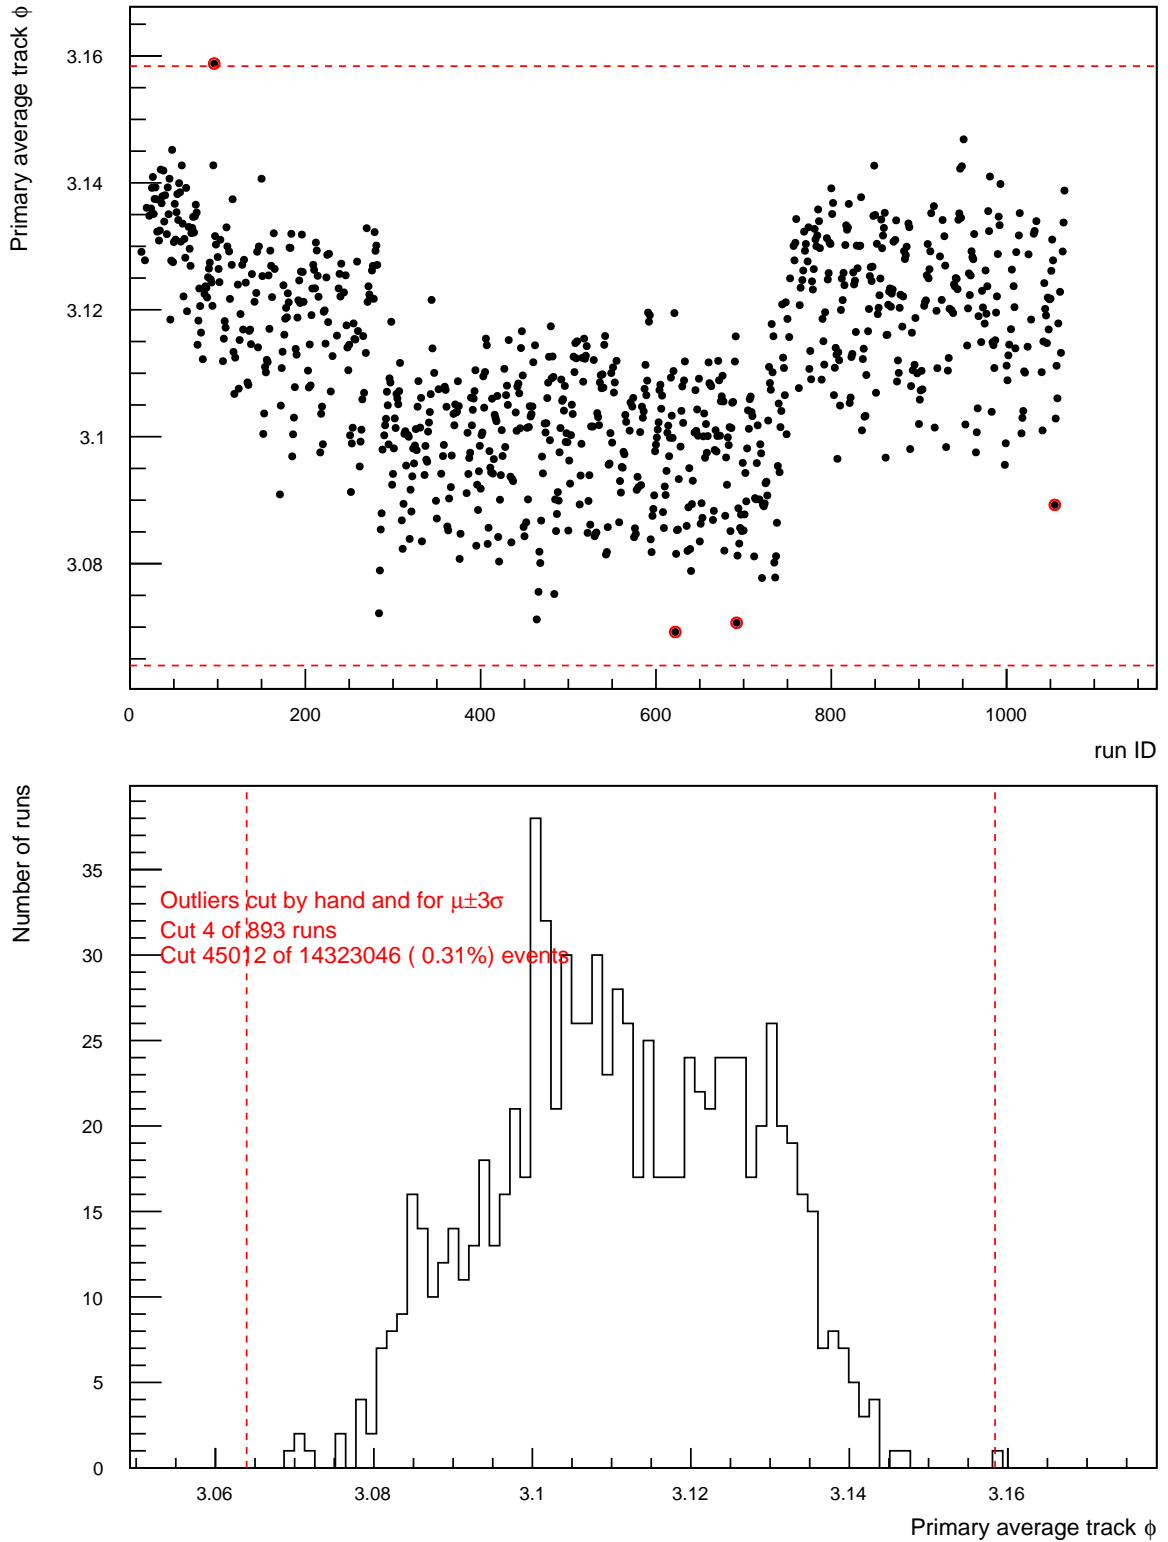 Primary average track ϕ
3.16
3.14
3.12
3.1
3.08
0 200 400 600 800 1000
run ID
Number of runs
35
30
25
20
15
10
5
0
Outliers cut by hand and for μ±3σ
Cut 4 of 893 runs
Cut 45012 of 14323046 ( 0.31%) events
3.06 3.08 3.1 3.12 3.14 3.16
Primary average track ϕ